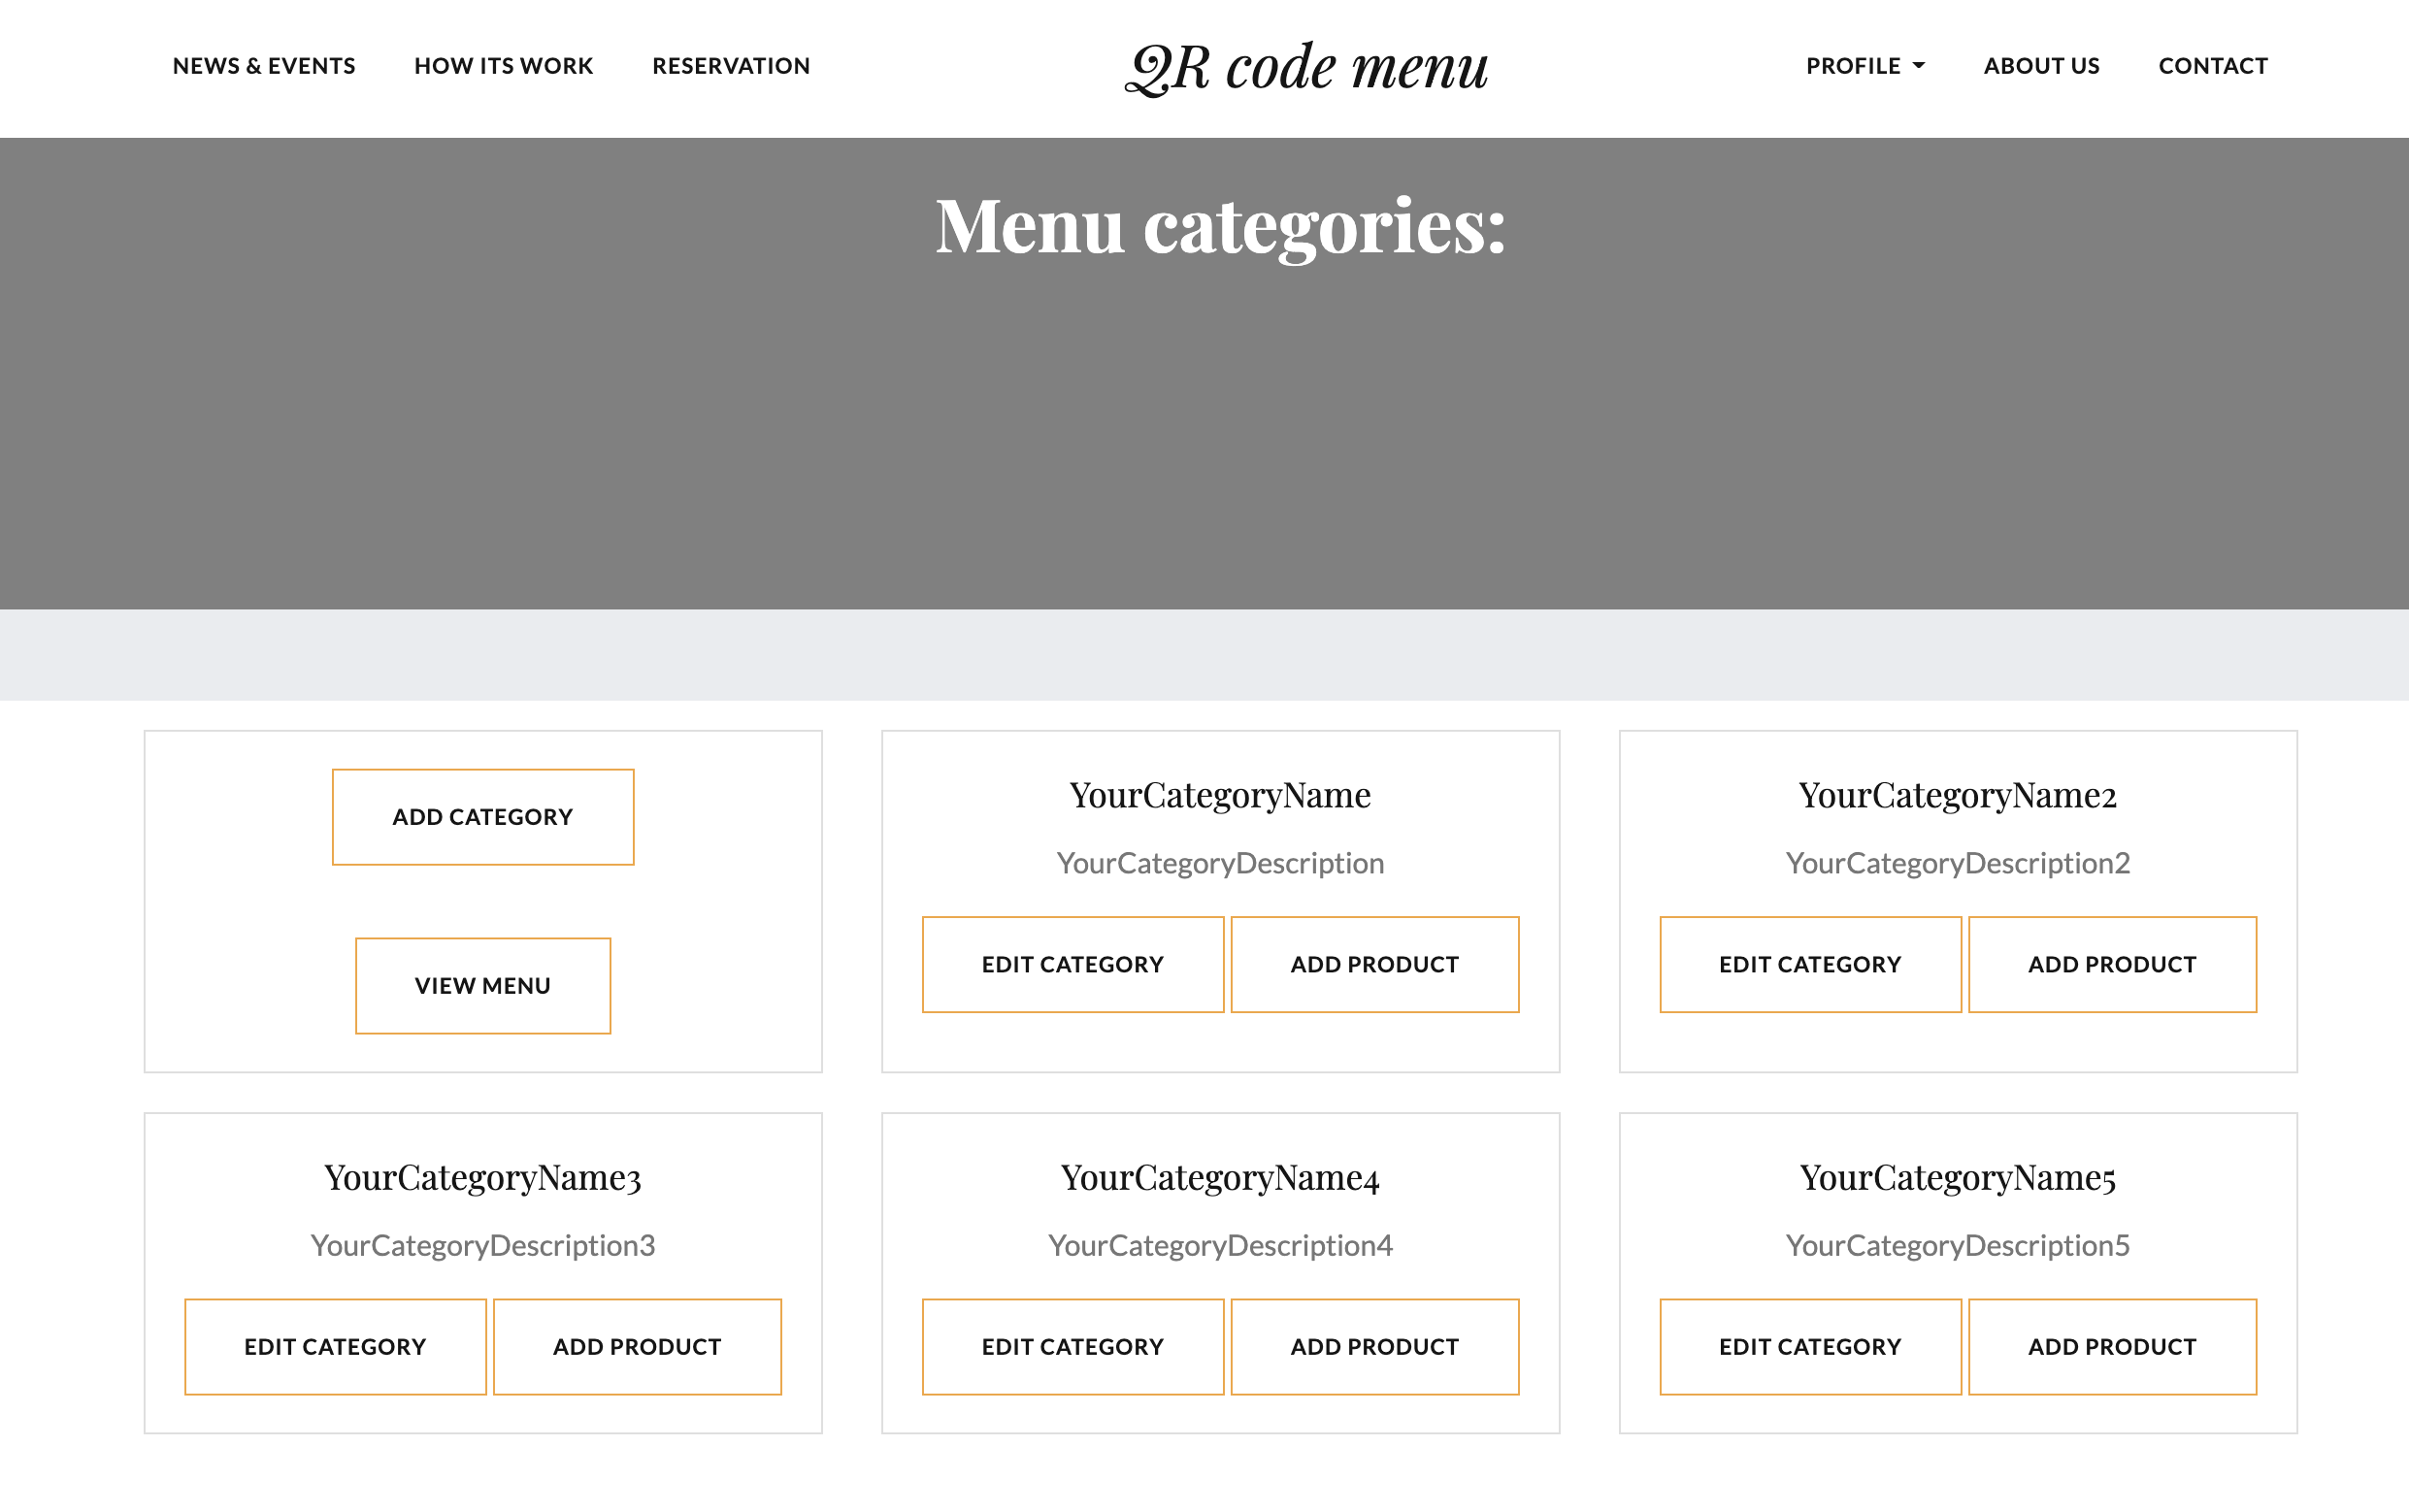 NEWS & EVENTS HOW ITS WORK RESERVATION QR code menu PROFILE ABOUT US CONTACT
Menu categories:
ADD CATEGORY
VIEW MENU
YourCategoryName
YourCategoryDescription
EDIT CATEGORY ADD PRODUCT
YourCategoryName2
YourCategoryDescription2
EDIT CATEGORY ADD PRODUCT
YourCategoryName3
YourCategoryDescription3
EDIT CATEGORY ADD PRODUCT
YourCategoryName4
YourCategoryDescription4
EDIT CATEGORY ADD PRODUCT
YourCategoryName5
YourCategoryDescription5
EDIT CATEGORY ADD PRODUCT